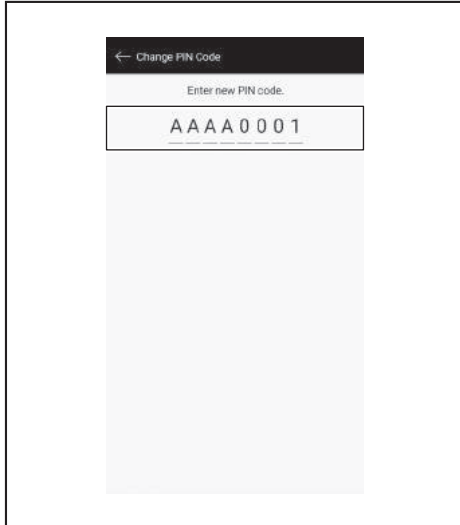 ← Change PIN Code
Enter new PIN code.
AAAA0001